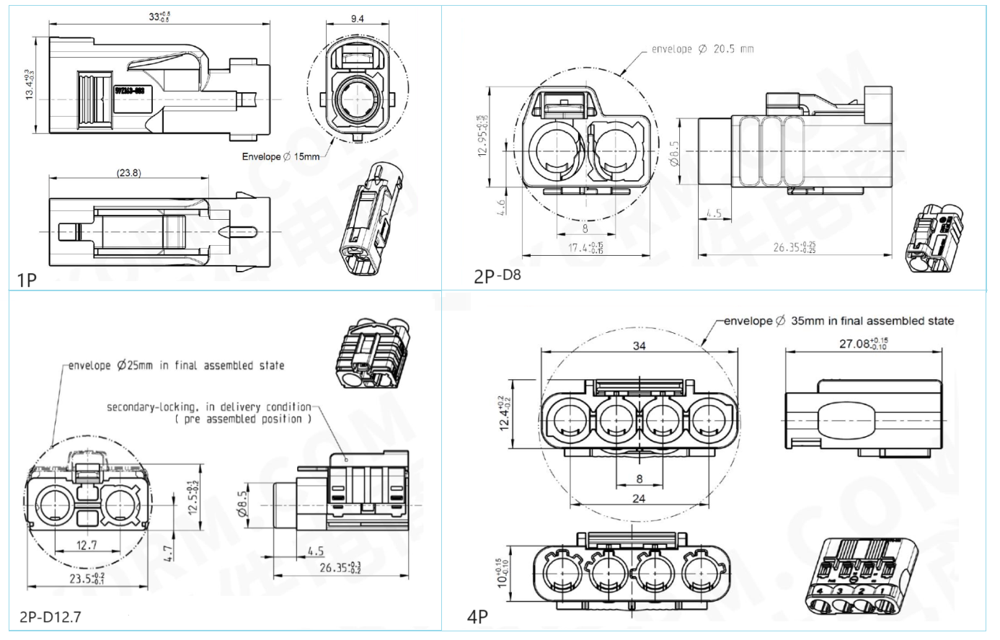 33+0.5-0.5
9.4
13.4+0.3-0.3
59Z163-003
Envelope Ø 15mm
(23.8)
1P
envelope Ø 20.5 mm
12.95+0.15-0.15
4.6
8
17.4+0.15-0.15
Ø8.5
4.5
26.35+0.25-0.25
2P-D8
envelope Ø25mm in final assembled state
secondary-locking, in delivery condition
( pre assembled position )
12.5+0.1-0.2
4.7
12.7
23.5+0.2-0.1
Ø8.5
4.5
26.35+0.3-0.2
2P-D12.7
envelope Ø 35mm in final assembled state
34
27.08+0.15-0.10
12.4+0.2-0.2
8
24
10+0.15-0.10
4 3 2 1
4P